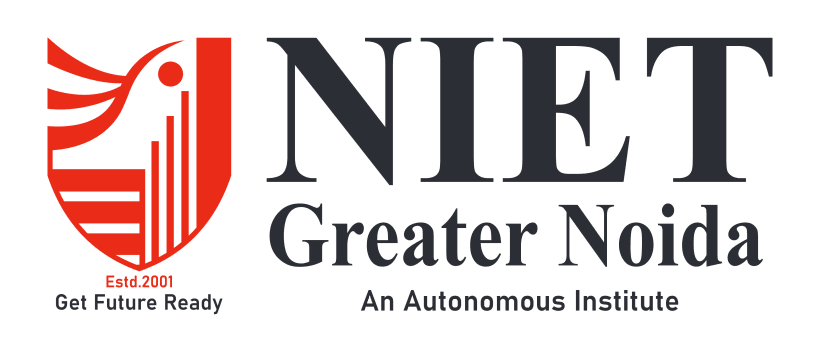 NIET
Greater Noida
Estd.2001
Get Future Ready
An Autonomous Institute